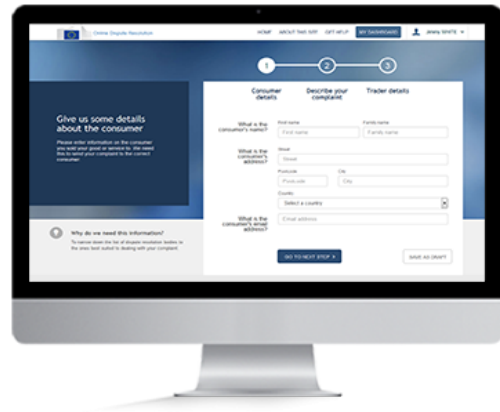 Online Dispute Resolution
HOME ABOUT THIS SITE GET HELP MY DASHBOARD Jimmy WHITE
1 2 3
Consumer details
Describe your complaint
Trader details
Give us some details
about the consumer
Please enter information on the consumer
you sold your good or service to. We need
this to send your complaint to the correct
consumer.
What is the
consumer's name?
First name Family name
First name Family name
What is the
consumer's
address?
Street
Street
Postcode City
Postcode City
Country
Select a country
What is the
consumer's email
address?
Email address
Why do we need this information?
To narrow down the list of dispute resolution bodies to
the ones best suited to dealing with your complaint.
GO TO NEXT STEP SAVE AS DRAFT